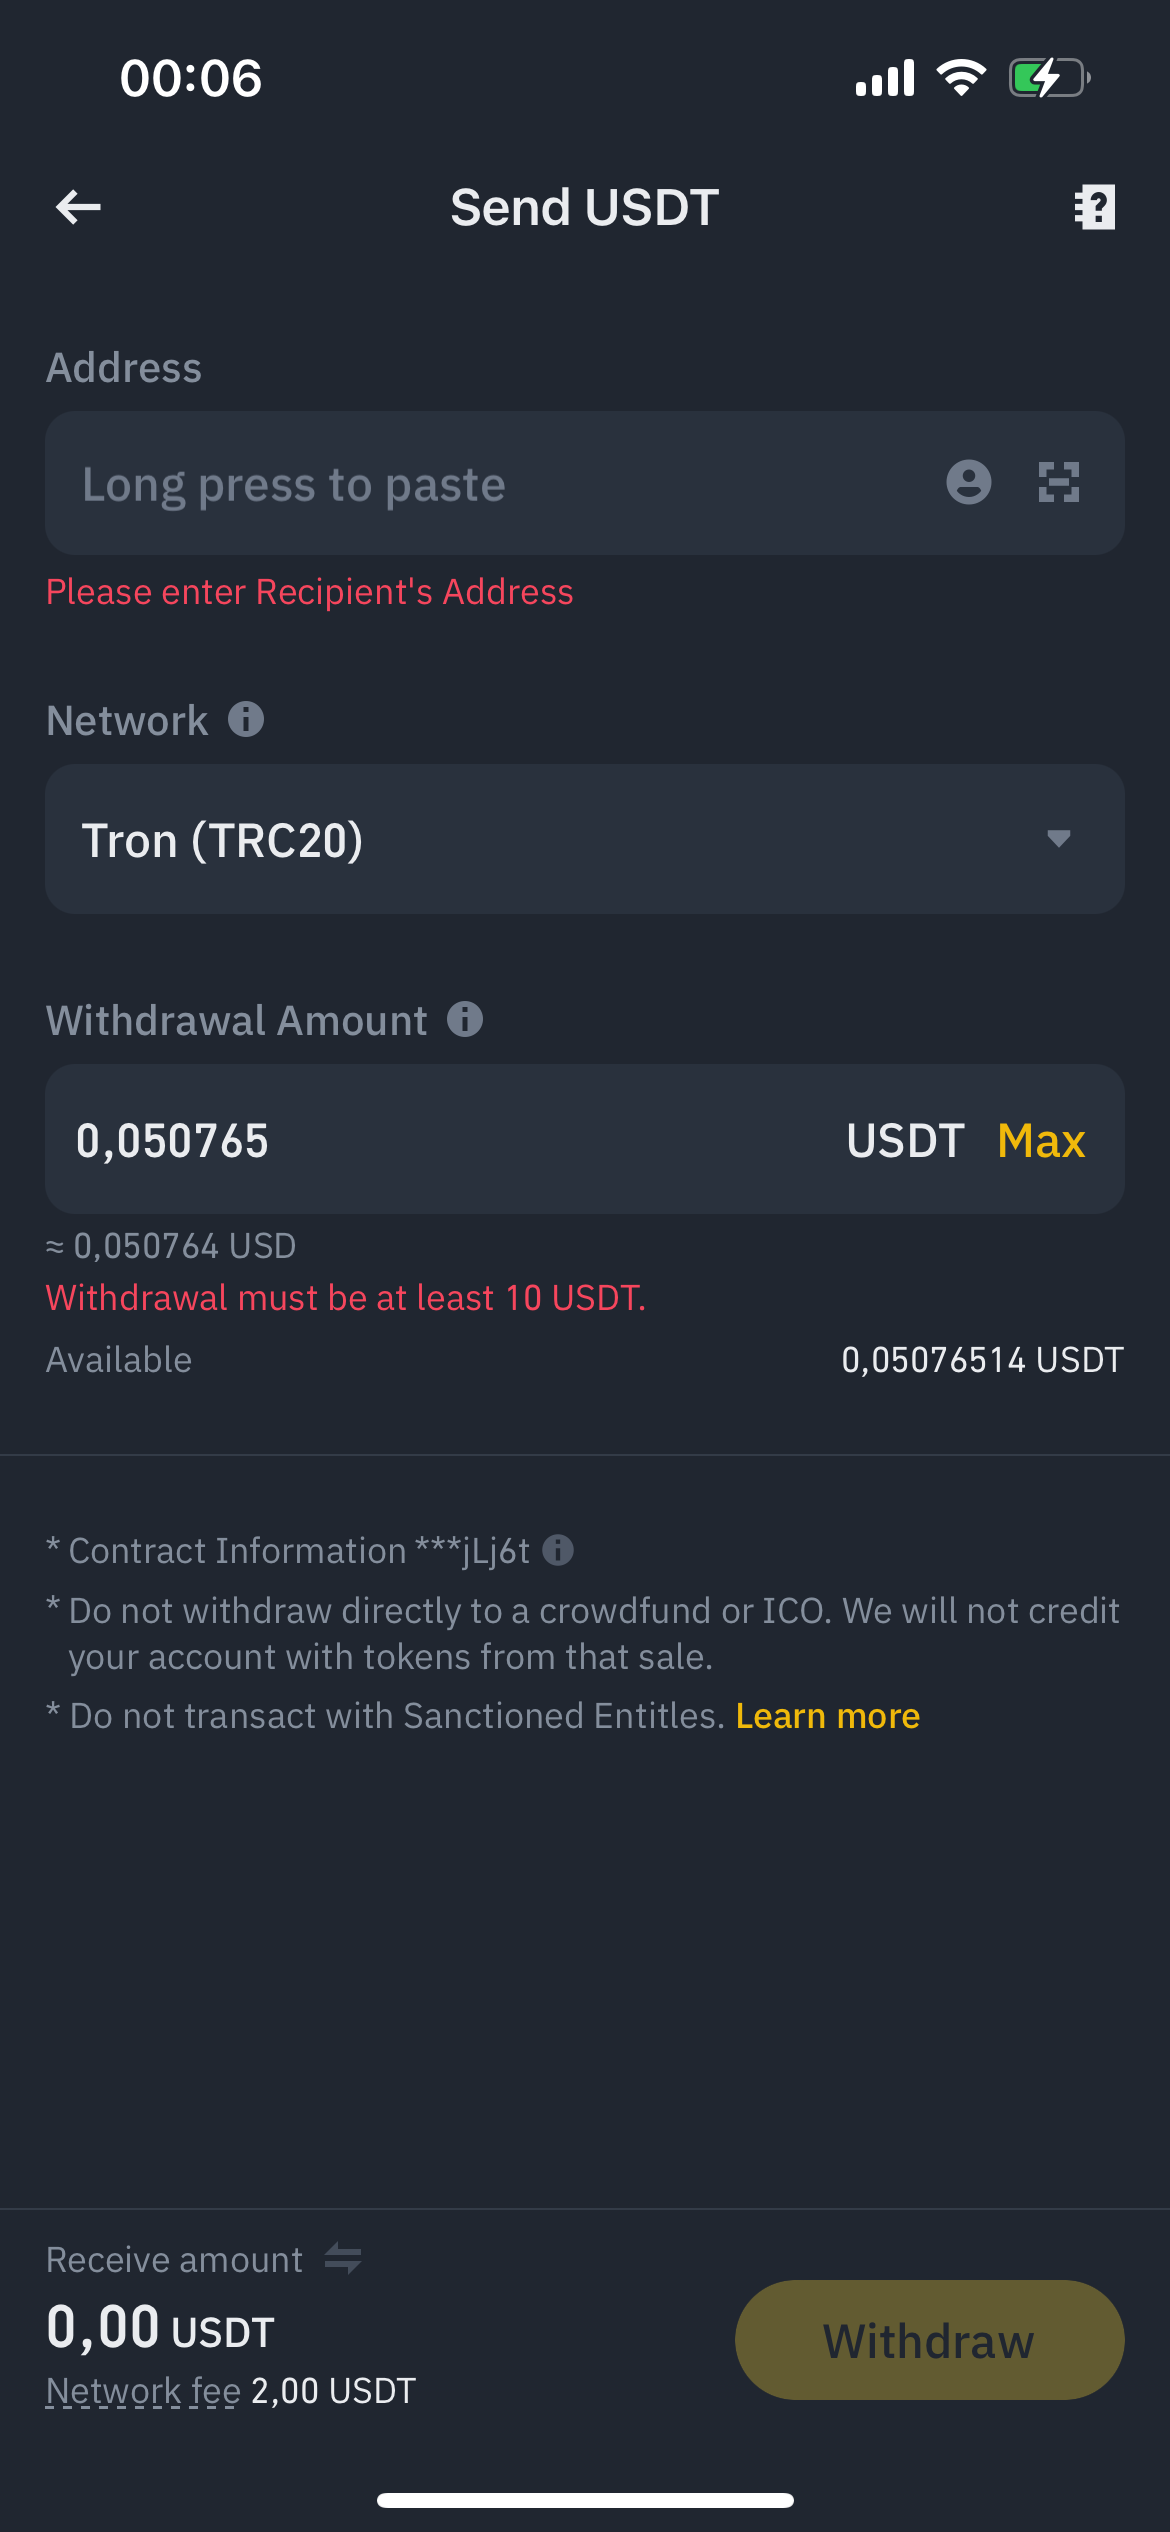 00:06
Send USDT
Address
Long press to paste
Please enter Recipient's Address
Network
Tron (TRC20)
Withdrawal Amount
0,050765 USDT Max
≈ 0,050764 USD
Withdrawal must be at least 10 USDT.
Available 0,05076514 USDT
* Contract Information ***jLj6t
* Do not withdraw directly to a crowdfund or ICO. We will not credit
your account with tokens from that sale.
* Do not transact with Sanctioned Entitles. Learn more
Receive amount
0,00 USDT
Withdraw
Network fee 2,00 USDT